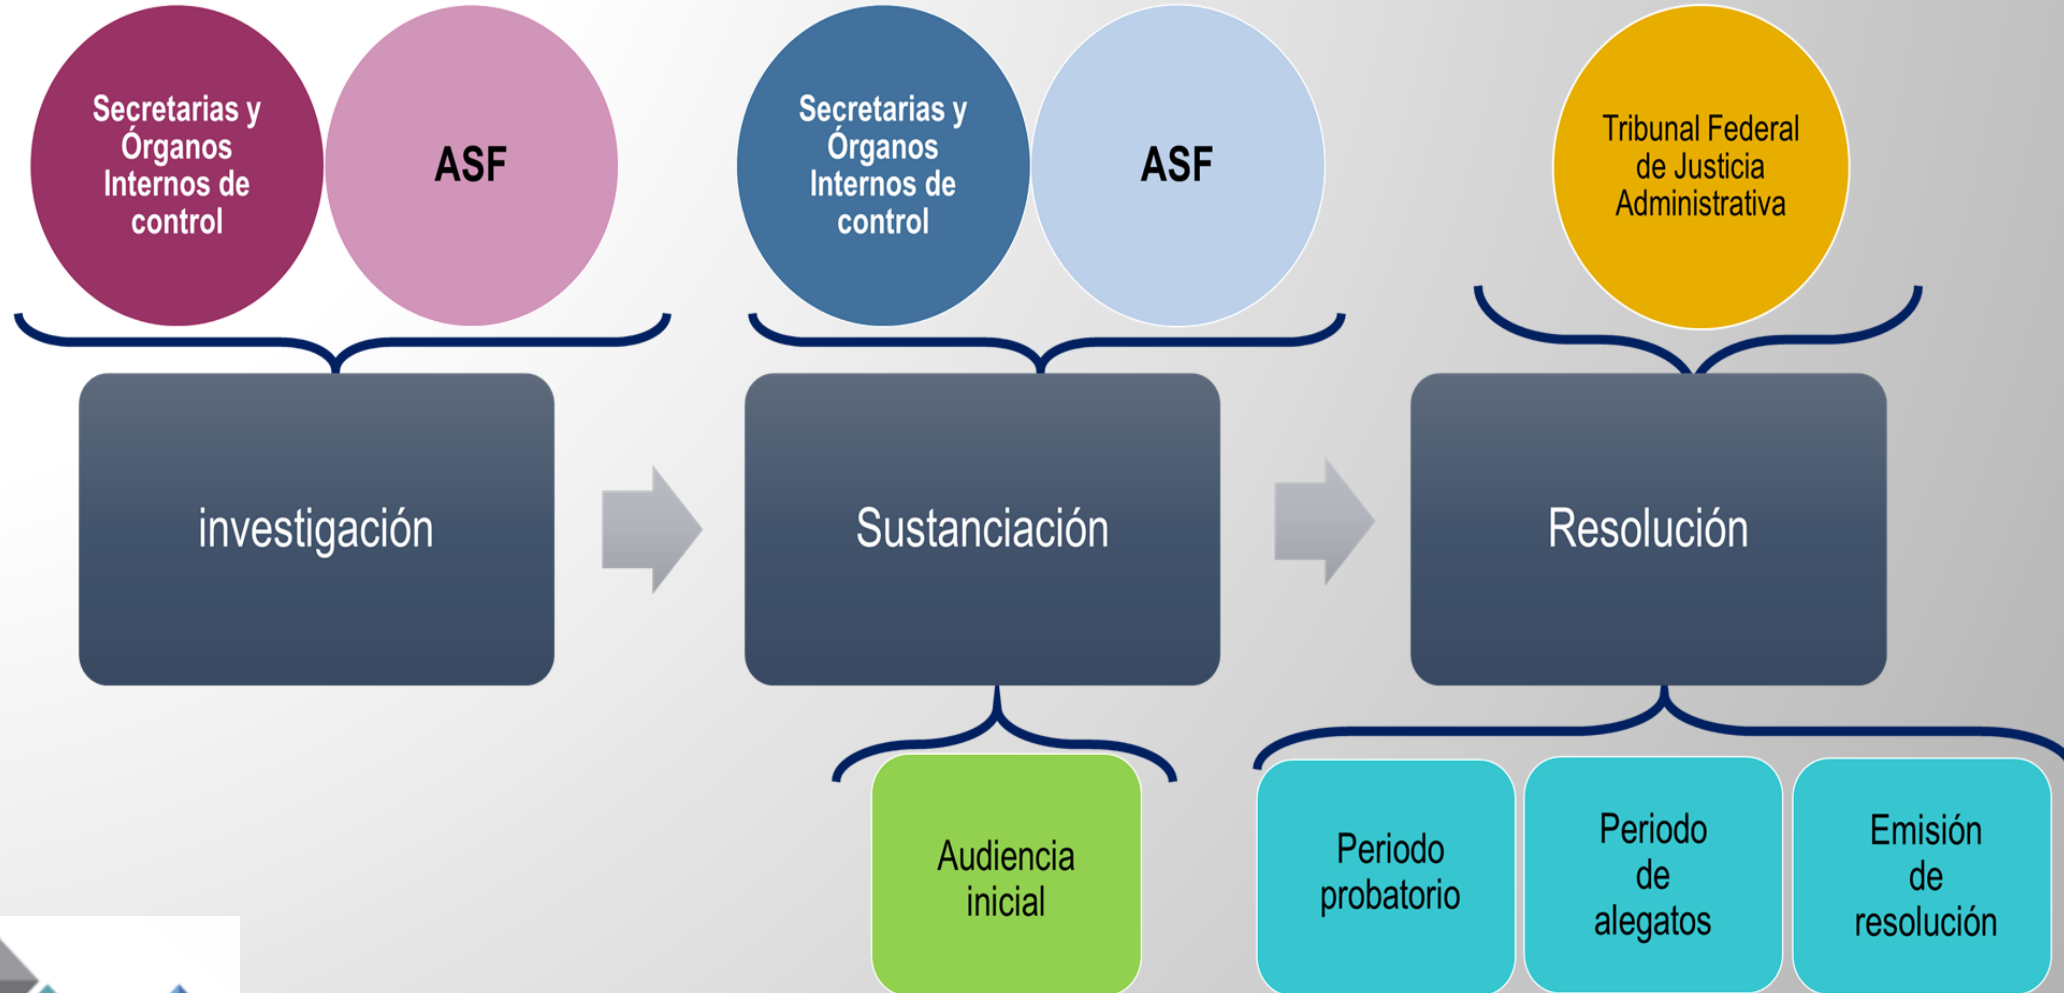 Secretarias y
Órganos
Internos de
control
ASF
Secretarias y
Órganos
Internos de
control
ASF
Tribunal Federal
de Justicia
Administrativa
investigación
Sustanciación
Resolución
Audiencia
inicial
Periodo
probatorio
Periodo
de
alegatos
Emisión
de
resolución